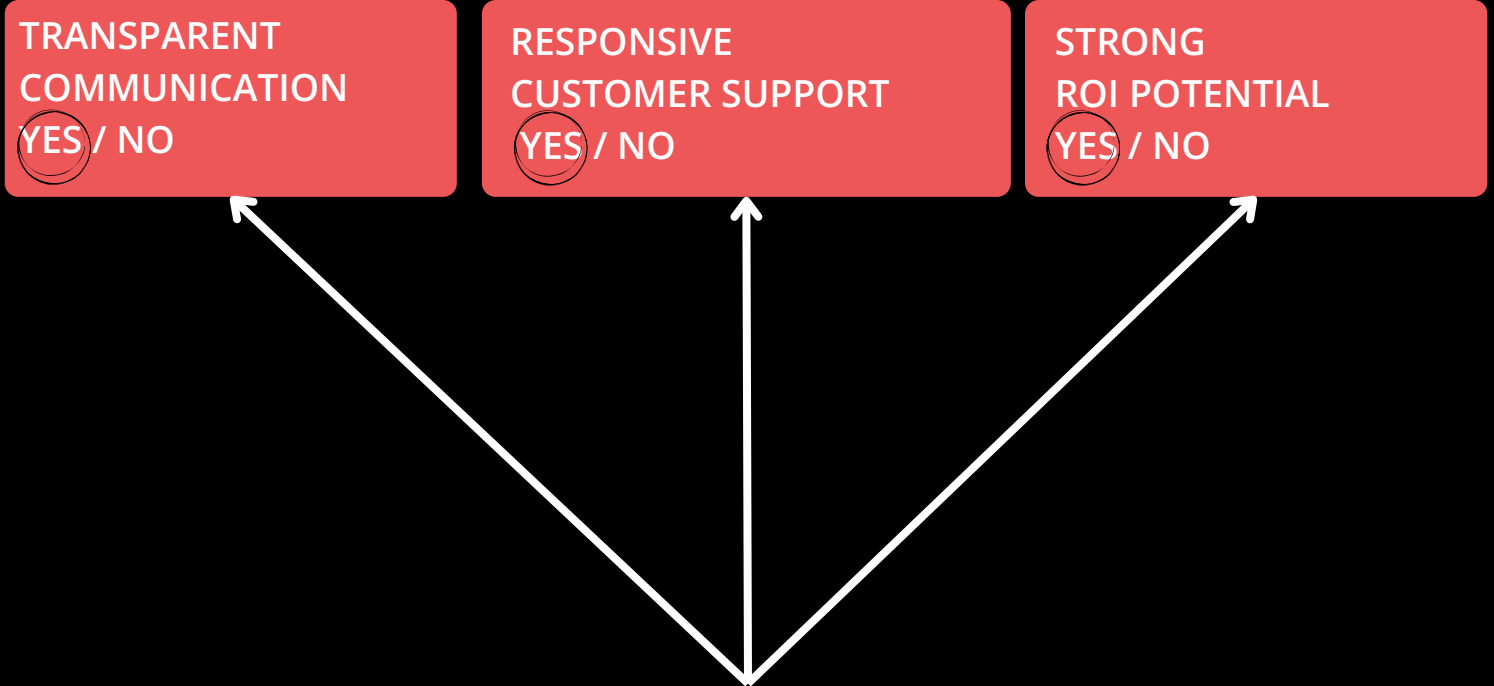 TRANSPARENT
COMMUNICATION
YES / NO
RESPONSIVE
CUSTOMER SUPPORT
YES / NO
STRONG
ROI POTENTIAL
YES / NO